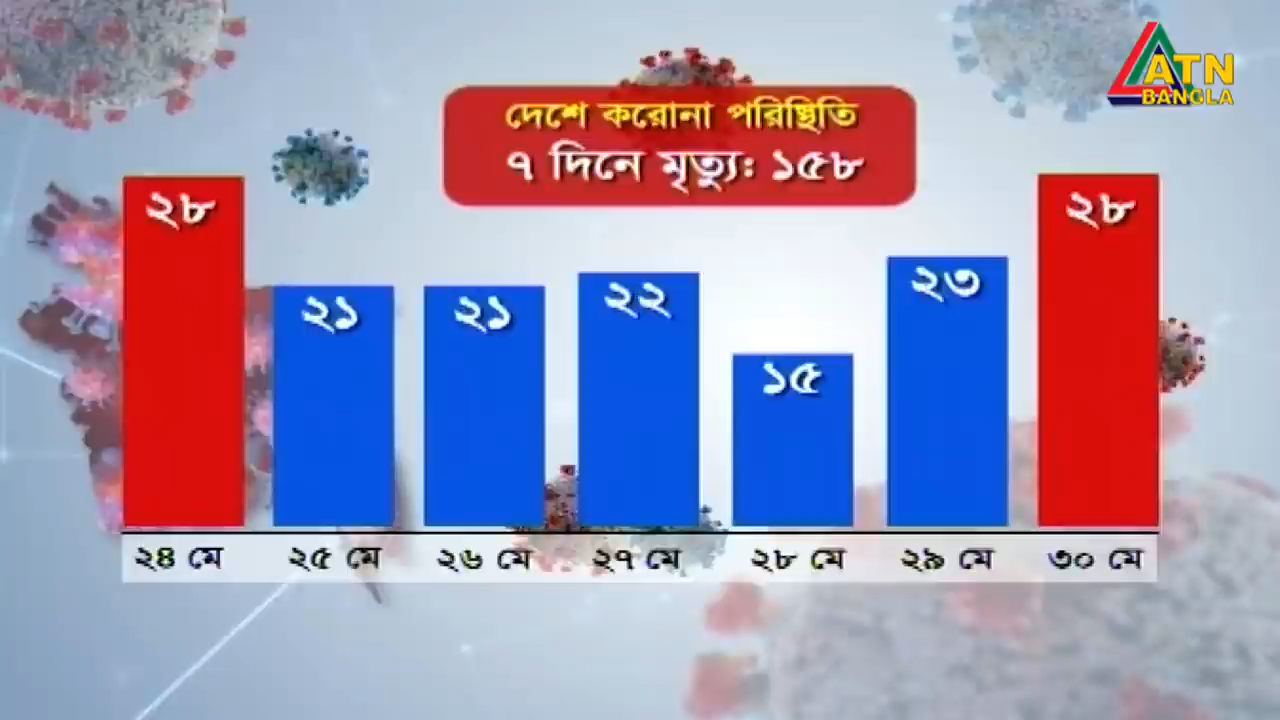 ATN
BANGLA
দেশে করোনা পরিস্থিতি
৭ দিনে মৃত্যুঃ ১৫৮
২৮ ২১ ২১ ২২ ১৫ ২৩ ২৮
২৪ মে ২৫ মে ২৬ মে ২৭ মে ২৮ মে ২৯ মে ৩০ মে